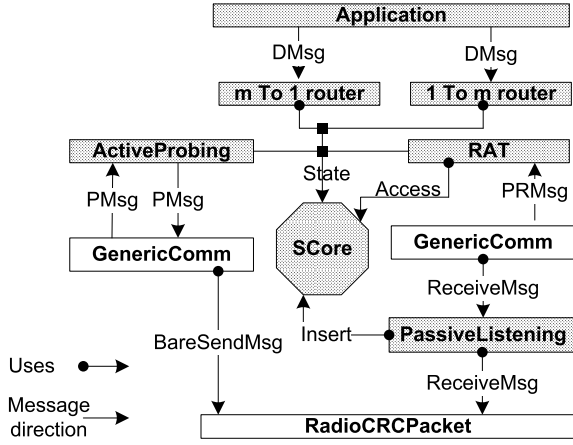 Application
DMsg
DMsg
m To 1 router
1 To m router
ActiveProbing
RAT
State
PMsg
PMsg
Access
PRMsg
GenericComm
SCore
GenericComm
ReceiveMsg
BareSendMsg
Insert
PassiveListening
Uses
ReceiveMsg
Message
direction
RadioCRCPacket